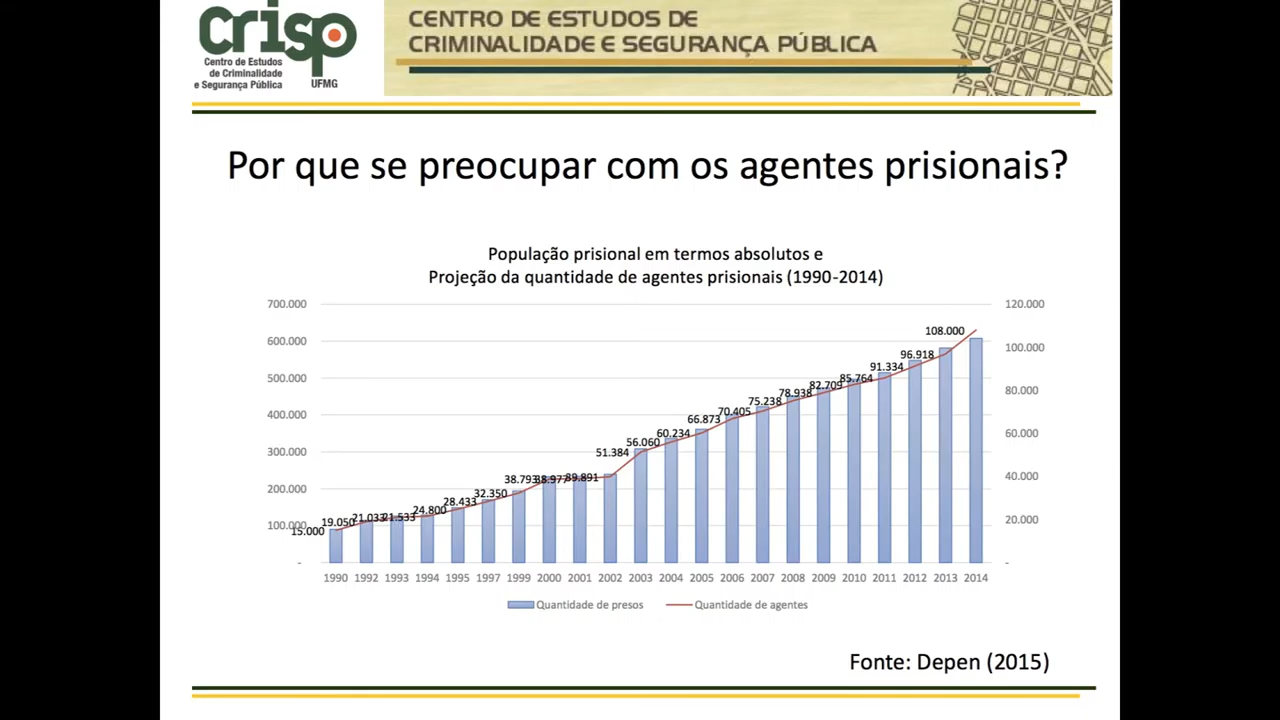 crisp
Centro de Estudos
de Criminalidade
e Segurança Pública
UFMG
CENTRO DE ESTUDOS DE
CRIMINALIDADE E SEGURANÇA PÚBLICA
Por que se preocupar com os agentes prisionais?
População prisional em termos absolutos e
Projeção da quantidade de agentes prisionais (1990-2014)
700.000
600.000
500.000
400.000
300.000
200.000
100.000
-
15.000
19.050
21.033
21.533
24.800
28.433
32.350
38.793
38.977
39.891
51.384
56.060
60.234
66.873
70.405
75.238
78.938
82.709
85.764
91.334
96.918
108.000
120.000
100.000
80.000
60.000
40.000
20.000
-
1990 1992 1993 1994 1995 1997 1999 2000 2001 2002 2003 2004 2005 2006 2007 2008 2009 2010 2011 2012 2013 2014
Quantidade de presos Quantidade de agentes
Fonte: Depen (2015)